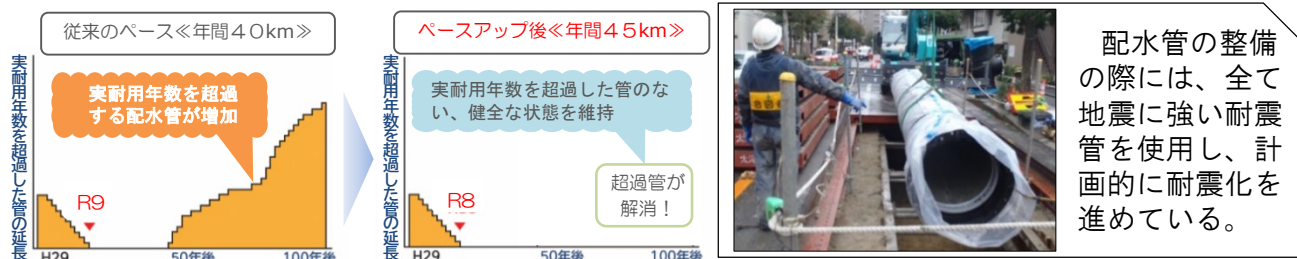 従来のペース≪年間40km≫
実耐用年数を超過した管の延長
実耐用年数を超過
する配水管が増加
R9
H29
50年後
100年後
ペースアップ後≪年間45km≫
実耐用年数を超過した管の延長
実耐用年数を超過した管のな
い、健全な状態を維持
超過管が
解消！
R8
H29
50年後
100年後
配水管の整備
の際には、全て
地震に強い耐震
管を使用し、計
画的に耐震化を
進めている。